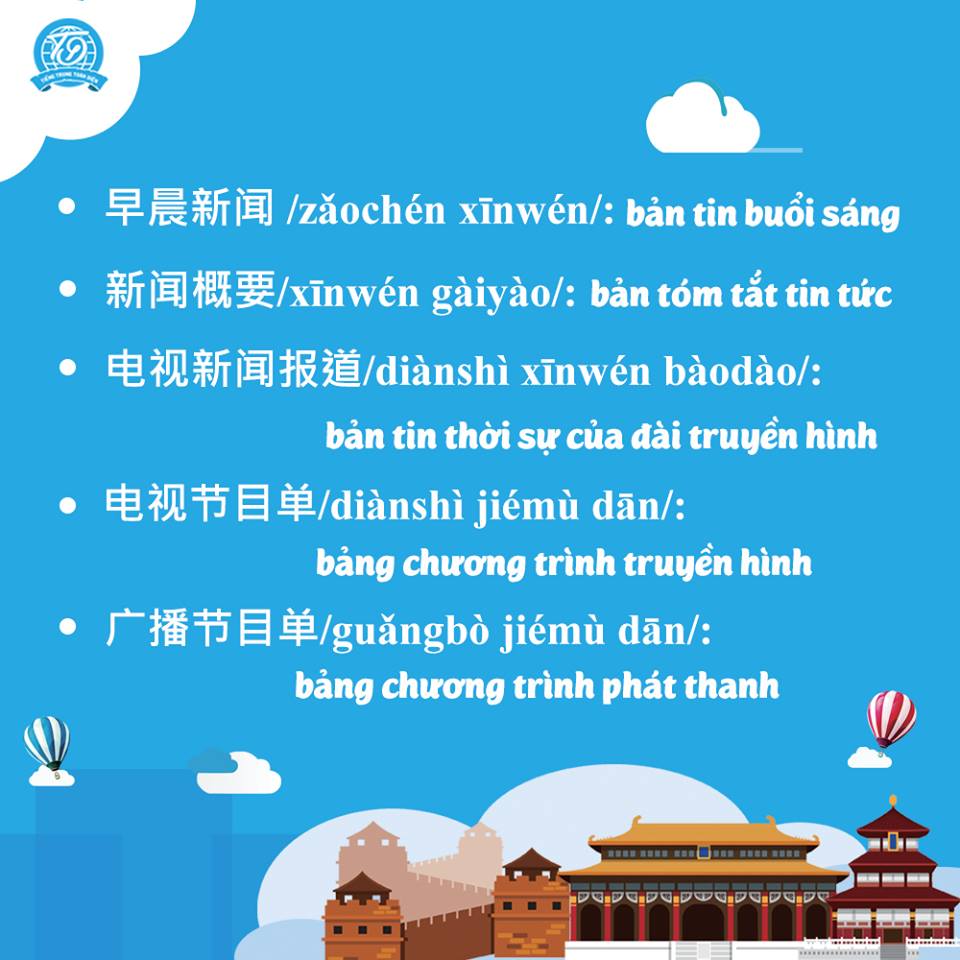 TIẾNG TRUNG TOÀN DIỆN
早晨新闻 /zǎochén xīnwén/: bản tin buổi sáng
新闻概要/xīnwén gàiyào/: bản tóm tắt tin tức
电视新闻报道/diànshì xīnwén bàodào/:
bản tin thời sự của đài truyền hình
电视节目单/diànshì jiémù dān/:
bảng chương trình truyền hình
广播节目单/guǎngbò jiémù dān/:
bảng chương trình phát thanh